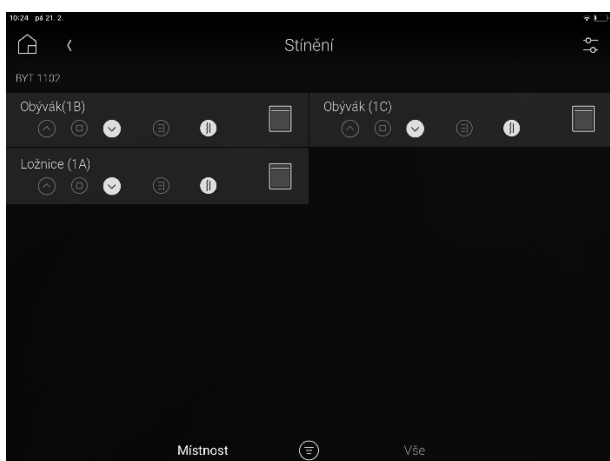 10:24 pá 21. 2.
Stínění
BYT 1102
Obývák(1B)
Obývák (1C)
Ložnice (1A)
Místnost
Vše